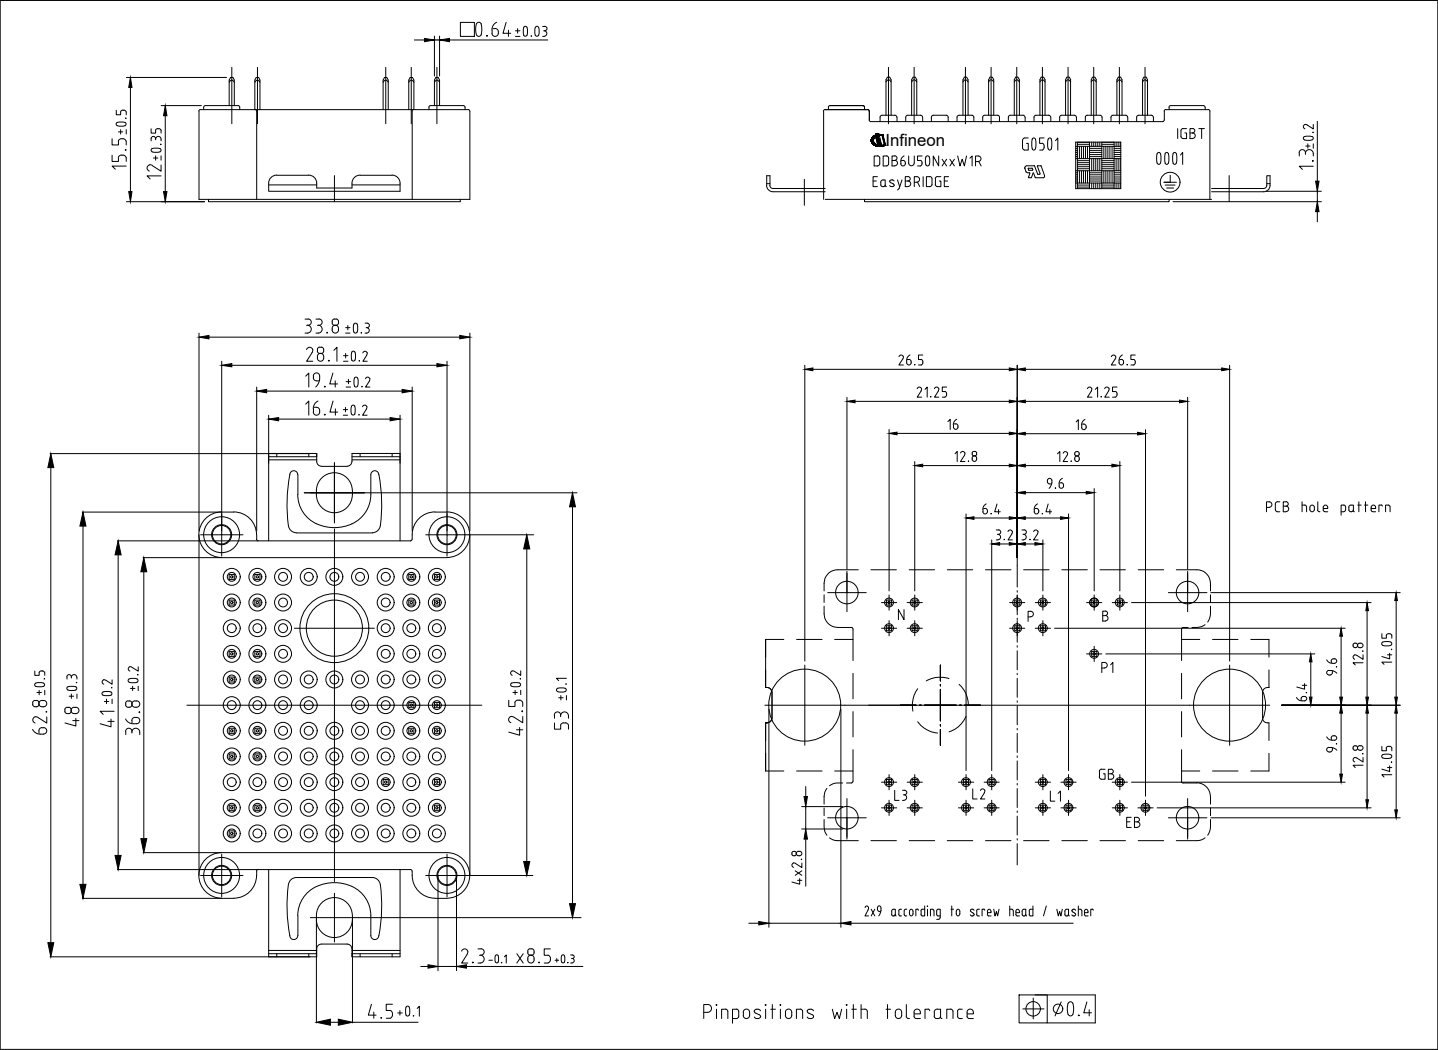 □0.64±0.03
15.5±0.5
12±0.35
Infineon
DDB6U50NxxW1R
EasyBRIDGE
G0501
IGBT
0001
1.3±0.2
33.8 ±0.3
28.1±0.2
19.4 ±0.2
16.4±0.2
62.8±0.5
48 ±0.3
41±0.2
36.8 ±0.2
42.5±0.2
53 ±0.1
2.3-0.1 x8.5+0.3
4.5+0.1
26.5 26.5
21.25 21.25
16 16
12.8 12.8
9.6
6.4 6.4
3.2 3.2
PCB hole pattern
N P B
P1
6.4
9.6
12.8
14.05
9.6
12.8
14.05
GB
L3 L2 L1
EB
4x2.8
2x9 according to screw head / washer
Pinpositions with tolerance ⌖ ⌀0.4